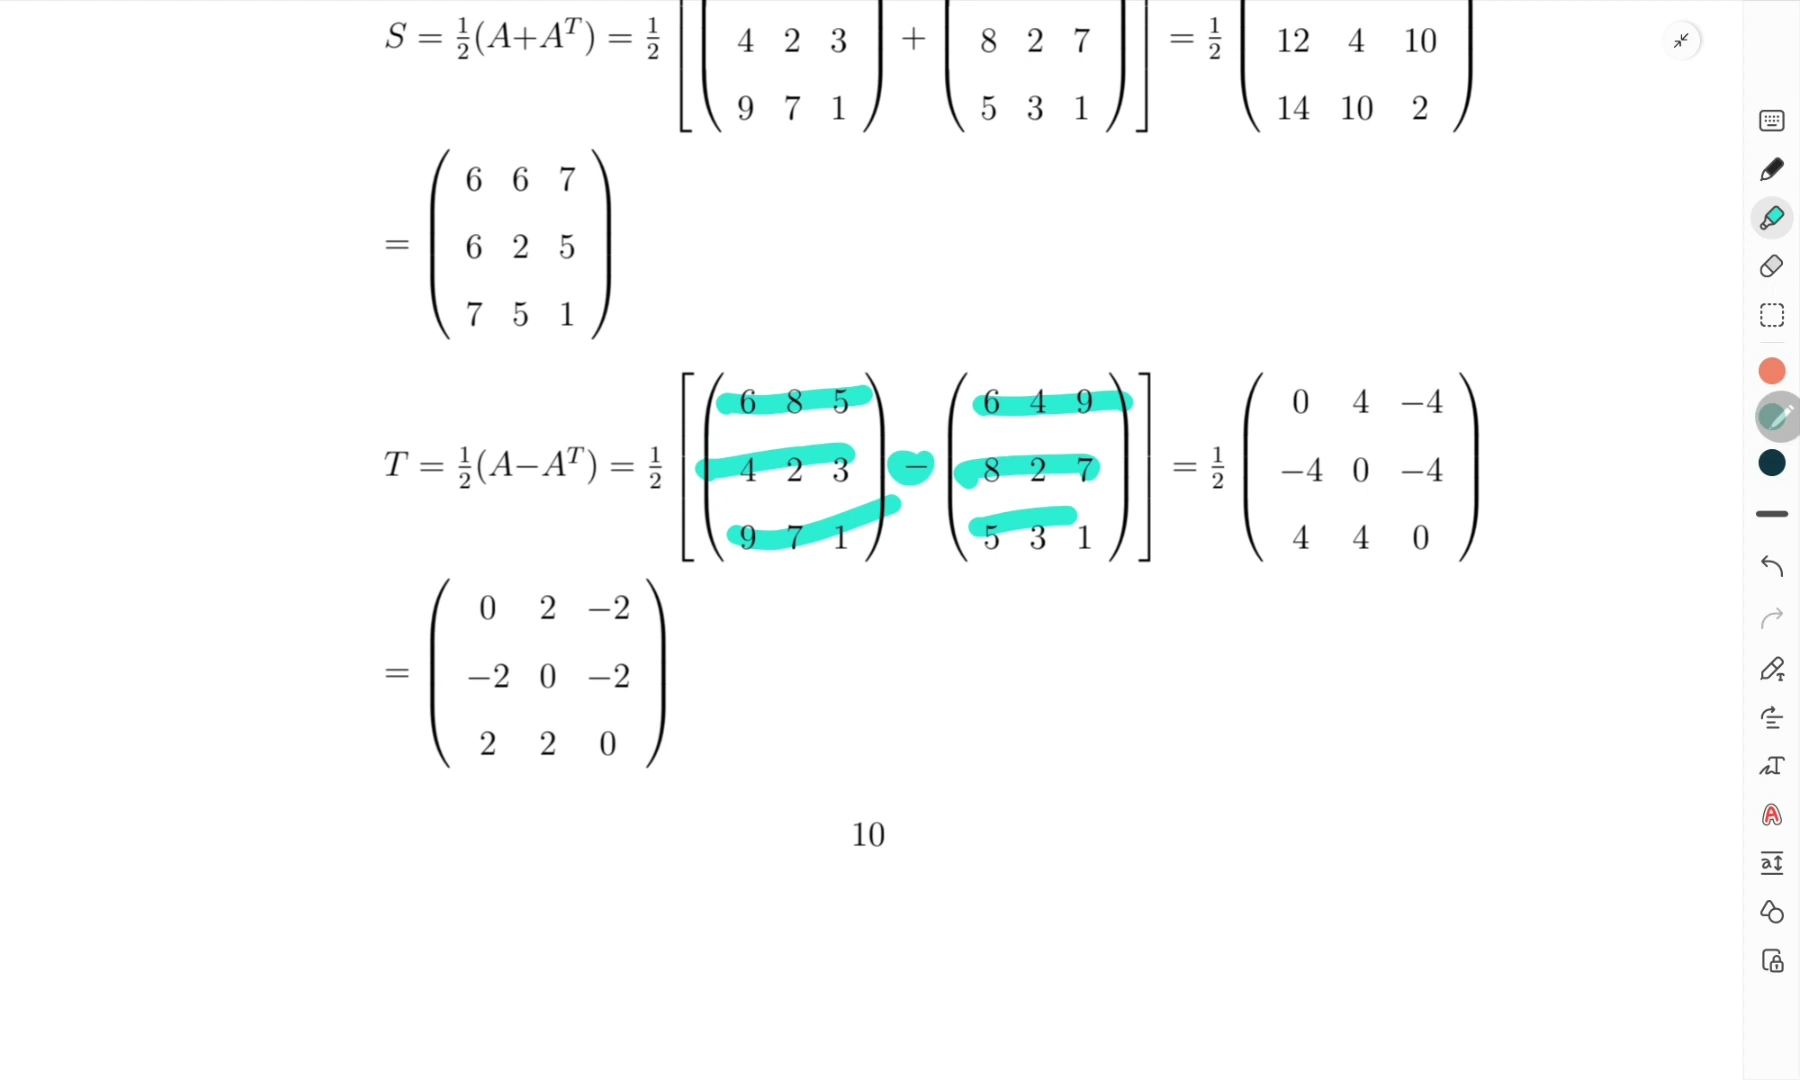 S = ½(A+Aᵀ) = ½ [( 4 2 3
9 7 1 ) + ( 8 2 7
5 3 1 )] = ½ ( 12 4 10
14 10 2 )
= ( 6 6 7
6 2 5
7 5 1 )
T = ½(A−Aᵀ) = ½ [( 6 8 5
4 2 3
9 7 1 ) − ( 6 4 9
8 2 7
5 3 1 )] = ½ ( 0 4 −4
−4 0 −4
4 4 0 )
= ( 0 2 −2
−2 0 −2
2 2 0 )
10